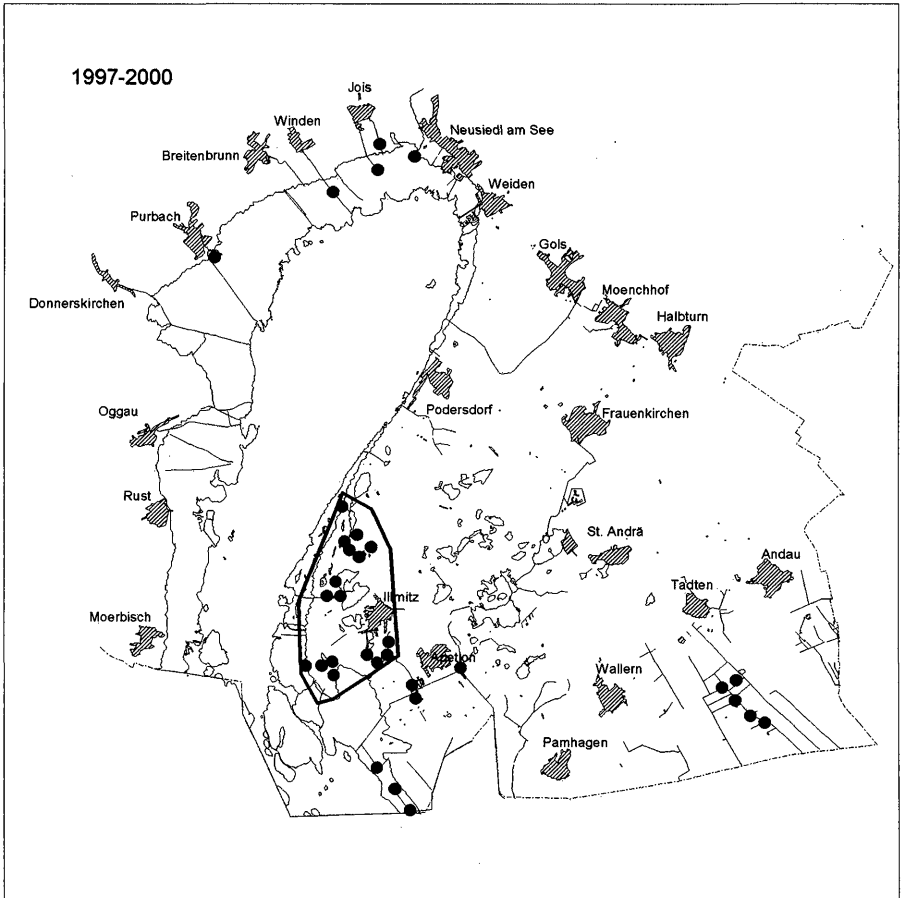 1997-2000
Jois
Winden
Neusiedl am See
Breitenbrunn
Weiden
Purbach
Gols
Donnerskirchen
Moenchhof
Halbturn
Podersdorf
Oggau
Frauenkirchen
Rust
St. Andrä
Andau
Tadten
Illmitz
Moerbisch
Apetlon
Wallern
Pamhagen